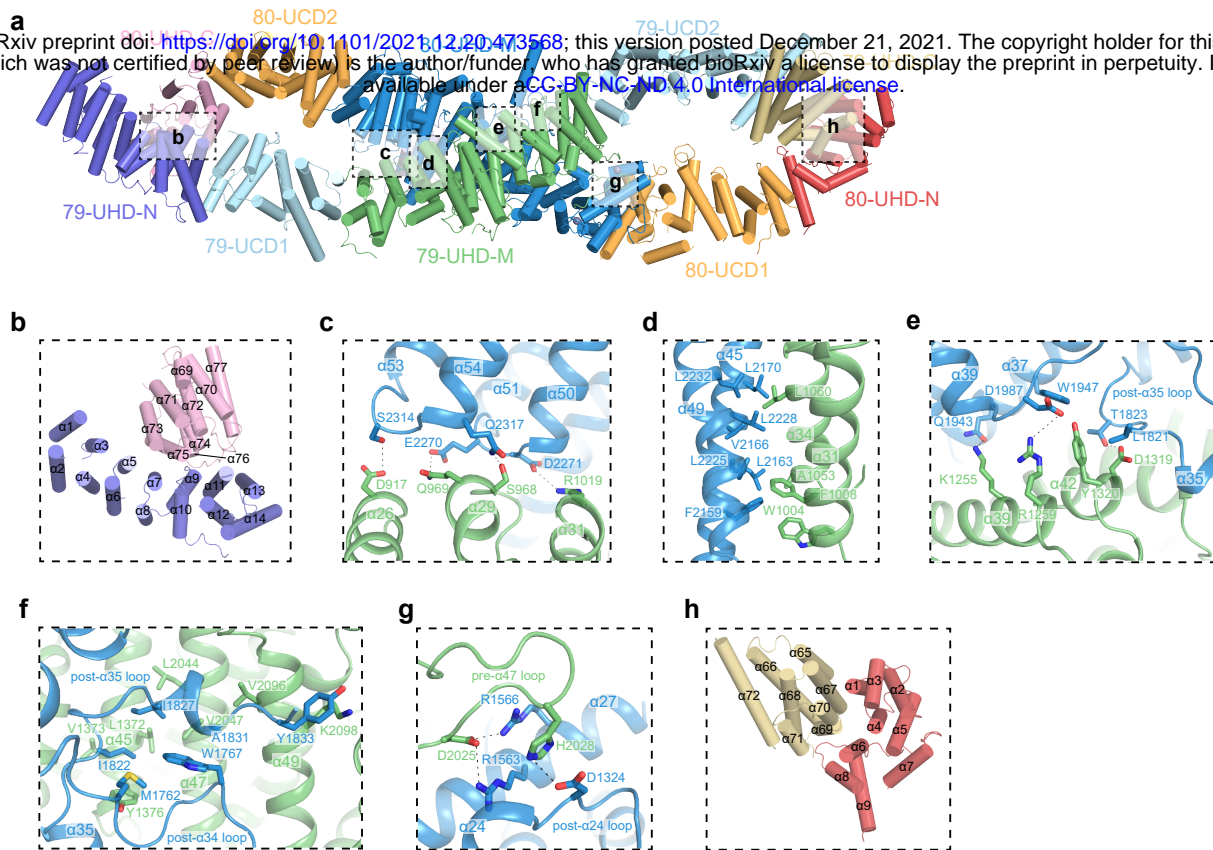 a
80-UCD2
80-UHD-C
80-UHD-M
79-UCD2
Rxiv preprint doi: https://doi.org/10.1101/2021.12.20.473568; this version posted December 21, 2021. The copyright holder for this
ich was not certified by peer review) is the author/funder, who has granted bioRxiv a license to display the preprint in perpetuity. I
available under aCC-BY-NC-ND 4.0 International license.
b
c
d
e
f
g
h
79-UHD-N
79-UCD1
79-UHD-M
80-UCD1
80-UHD-N
b
α69
α77
α70
α71
α72
α73
α74
α75
α76
α1
α2
α3
α4
α5
α6
α7
α8
α9
α10
α11
α12
α13
α14
c
α53
α54
α51
α50
S2314
Q2317
E2270
D2271
D917
Q969
S968
R1019
α26
α29
α31
d
α45
L2232
L2170
L1060
α49
L2228
α34
V2166
α31
L2225
L2163
A1053
F1008
F2159
W1004
e
α39
α37
D1987
W1947
post-α35 loop
Q1943
T1823
L1821
K1255
D1319
α42
α35
Y1320
α39
R1259
f
L2044
post-α35 loop
V2096
I1827
V2047
K2098
V1373
L1372
A1831
Y1833
α45
W1767
I1822
α49
α47
M1762
Y1376
α35
post-α34 loop
g
pre-α47 loop
R1566
α27
D2025
H2028
R1563
D1324
α24
post-α24 loop
h
α65
α66
α72
α68
α67
α70
α69
α71
α1
α3
α2
α4
α5
α6
α7
α8
α9